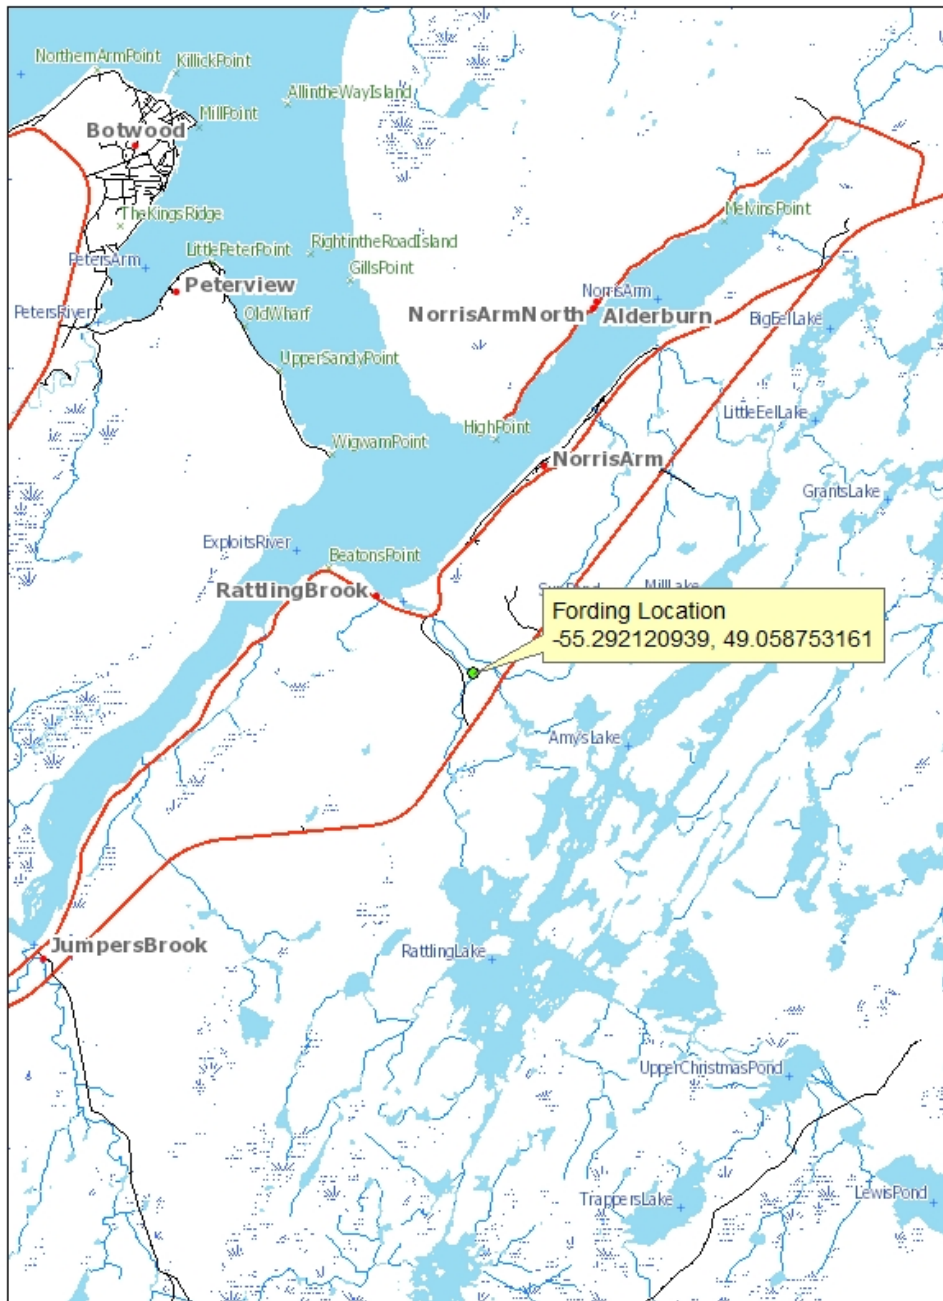 NorthernArmPoint
KillickPoint
AllintheWayIsland
MillPoint
Botwood
TheKingsRidge
MelvinsPoint
RightintheRoadIsland
LittlePeterPoint
PetersArm
GillsPoint
Peterview
NorrisArm
PetersRiver
OldWharf
NorrisArmNorth
Alderburn
BigEelLake
UpperSandyPoint
LittleEelLake
HighPoint
WigwamPoint
NorrisArm
GrantsLake
ExploitsRiver
BeatonsPoint
RattlingBrook
MillLake
Fording Location
-55.292120939, 49.058753161
Amy'sLake
JumpersBrook
RattlingLake
UpperChristmasPond
TrappersLake
LewisPond